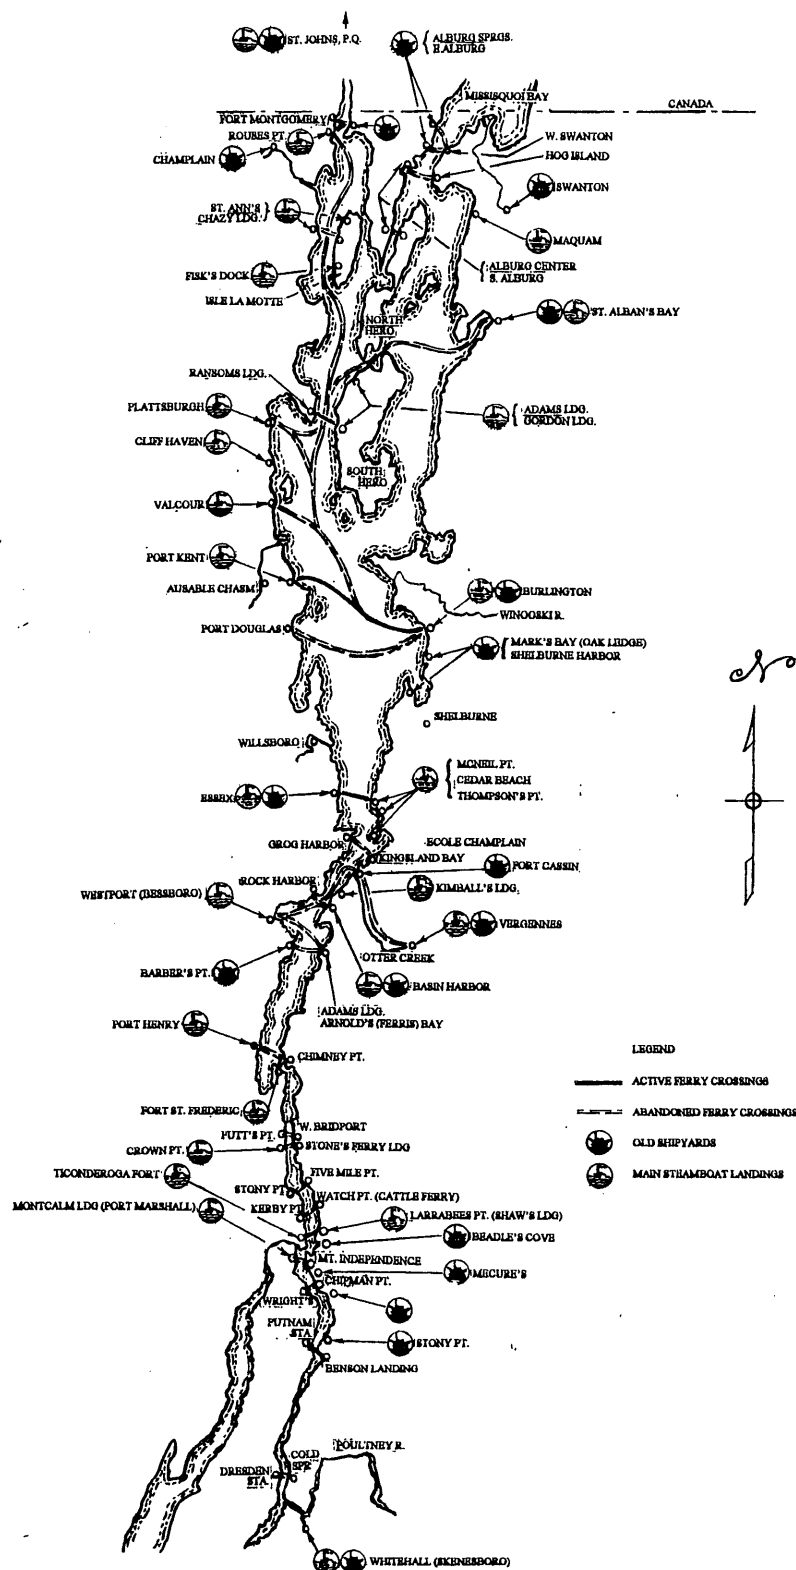 ST. JOHNS, P.Q.
ALBURG SPRGS.
E. ALBURG
MISSISQUOI BAY
CANADA
FORT MONTGOMERY
ROUSES PT.
W. SWANTON
CHAMPLAIN
HOG ISLAND
SWANTON
ST. ANN'S
CHAZY LDG.
MAQUAM
ALBURG CENTER
S. ALBURG
FISK'S DOCK
ISLE LA MOTTE
ST. ALBAN'S BAY
NORTH
HERO
RANSOMS LDG.
PLATTSBURGH
ADAMS LDG.
GORDON LDG.
CLIFF HAVEN
SOUTH
HERO
VALCOUR
PORT KENT
AUSABLE CHASM
BURLINGTON
WINOOSKI R.
PORT DOUGLAS
MARK'S BAY (OAK LEDGE)
SHELBURNE HARBOR
N
SHELBURNE
WILLSBORO
MCNEIL PT.
CEDAR BEACH
THOMPSON'S PT.
ESSEX
GROG HARBOR
ECOLE CHAMPLAIN
KINGSLAND BAY
FORT CASSIN
ROCK HARBOR
KIMBALL'S LDG.
WESTPORT (BESSBORO)
VERGENNES
OTTER CREEK
BARBER'S PT.
BASIN HARBOR
ADAMS LDG.
ARNOLD'S (FERRIS) BAY
PORT HENRY
CHIMNEY PT.
LEGEND
ACTIVE FERRY CROSSINGS
FORT ST. FREDERIC
ABANDONED FERRY CROSSINGS
W. BRIDPORT
PUTT'S PT.
STONE'S FERRY LDG
CROWN PT.
OLD SHIPYARDS
TICONDEROGA FORT
FIVE MILE PT.
MAIN STEAMBOAT LANDINGS
STONY PT.
WATCH PT. (CATTLE FERRY)
MONTCALM LDG (PORT MARSHALL)
KERBY PT.
LARRABEES PT. (SHAW'S LDG)
BEADLE'S COVE
MT. INDEPENDENCE
MECURE'S
CHIPMAN PT.
WRIGHT'S
PUTNAM
STA.
STONY PT.
BENSON LANDING
POULTNEY R.
COLD
SPR
DRESDEN
STA.
WHITEHALL (SKENESBORO)